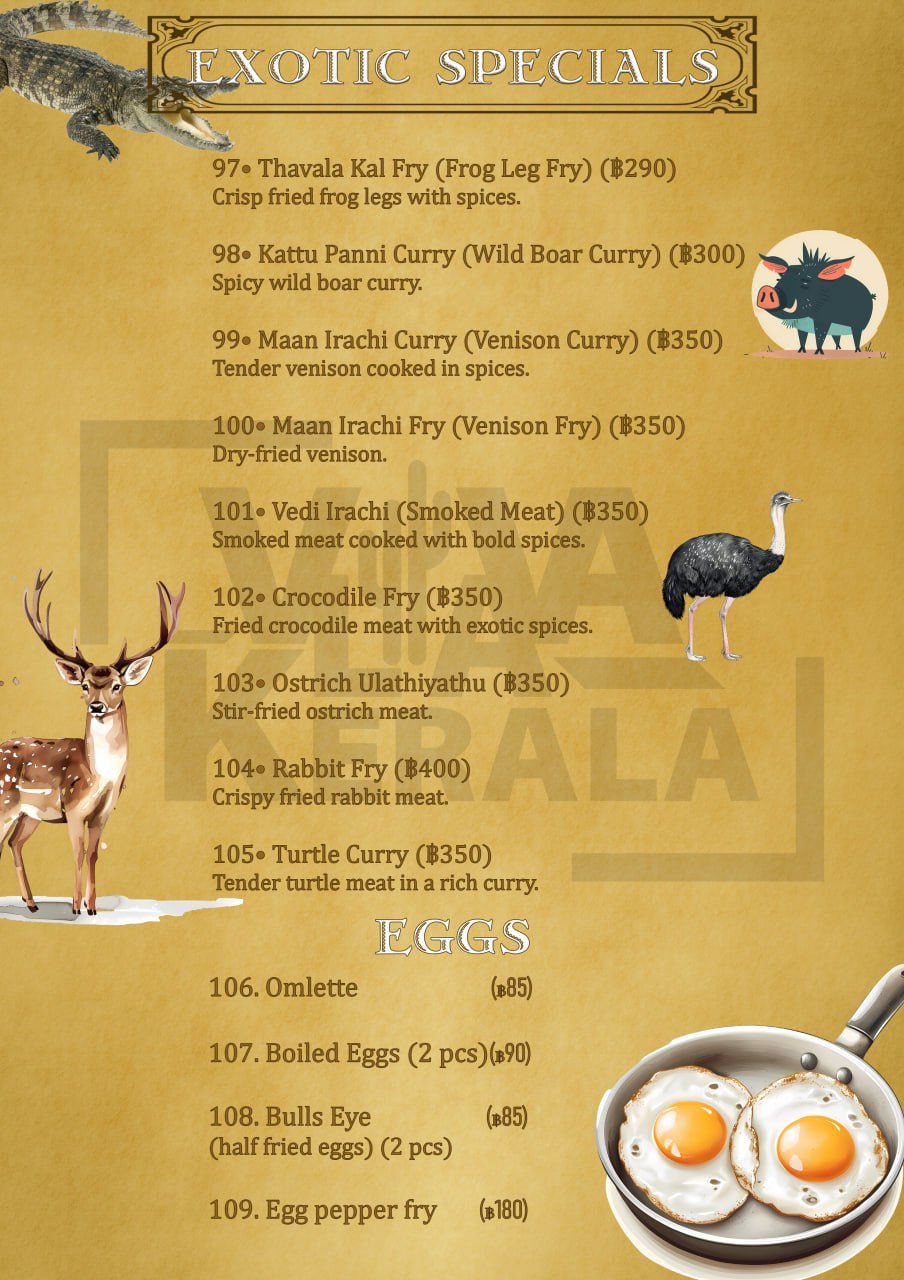 EXOTIC SPECIALS
97• Thavala Kal Fry (Frog Leg Fry) (฿290)
Crisp fried frog legs with spices.
98• Kattu Panni Curry (Wild Boar Curry) (฿300)
Spicy wild boar curry.
99• Maan Irachi Curry (Venison Curry) (฿350)
Tender venison cooked in spices.
100• Maan Irachi Fry (Venison Fry) (฿350)
Dry-fried venison.
101• Vedi Irachi (Smoked Meat) (฿350)
Smoked meat cooked with bold spices.
102• Crocodile Fry (฿350)
Fried crocodile meat with exotic spices.
103• Ostrich Ulathiyathu (฿350)
Stir-fried ostrich meat.
104• Rabbit Fry (฿400)
Crispy fried rabbit meat.
105• Turtle Curry (฿350)
Tender turtle meat in a rich curry.
KERALA
EGGS
106. Omlette (฿85)
107. Boiled Eggs (2 pcs)(฿90)
108. Bulls Eye (฿85)
(half fried eggs) (2 pcs)
109. Egg pepper fry (฿180)